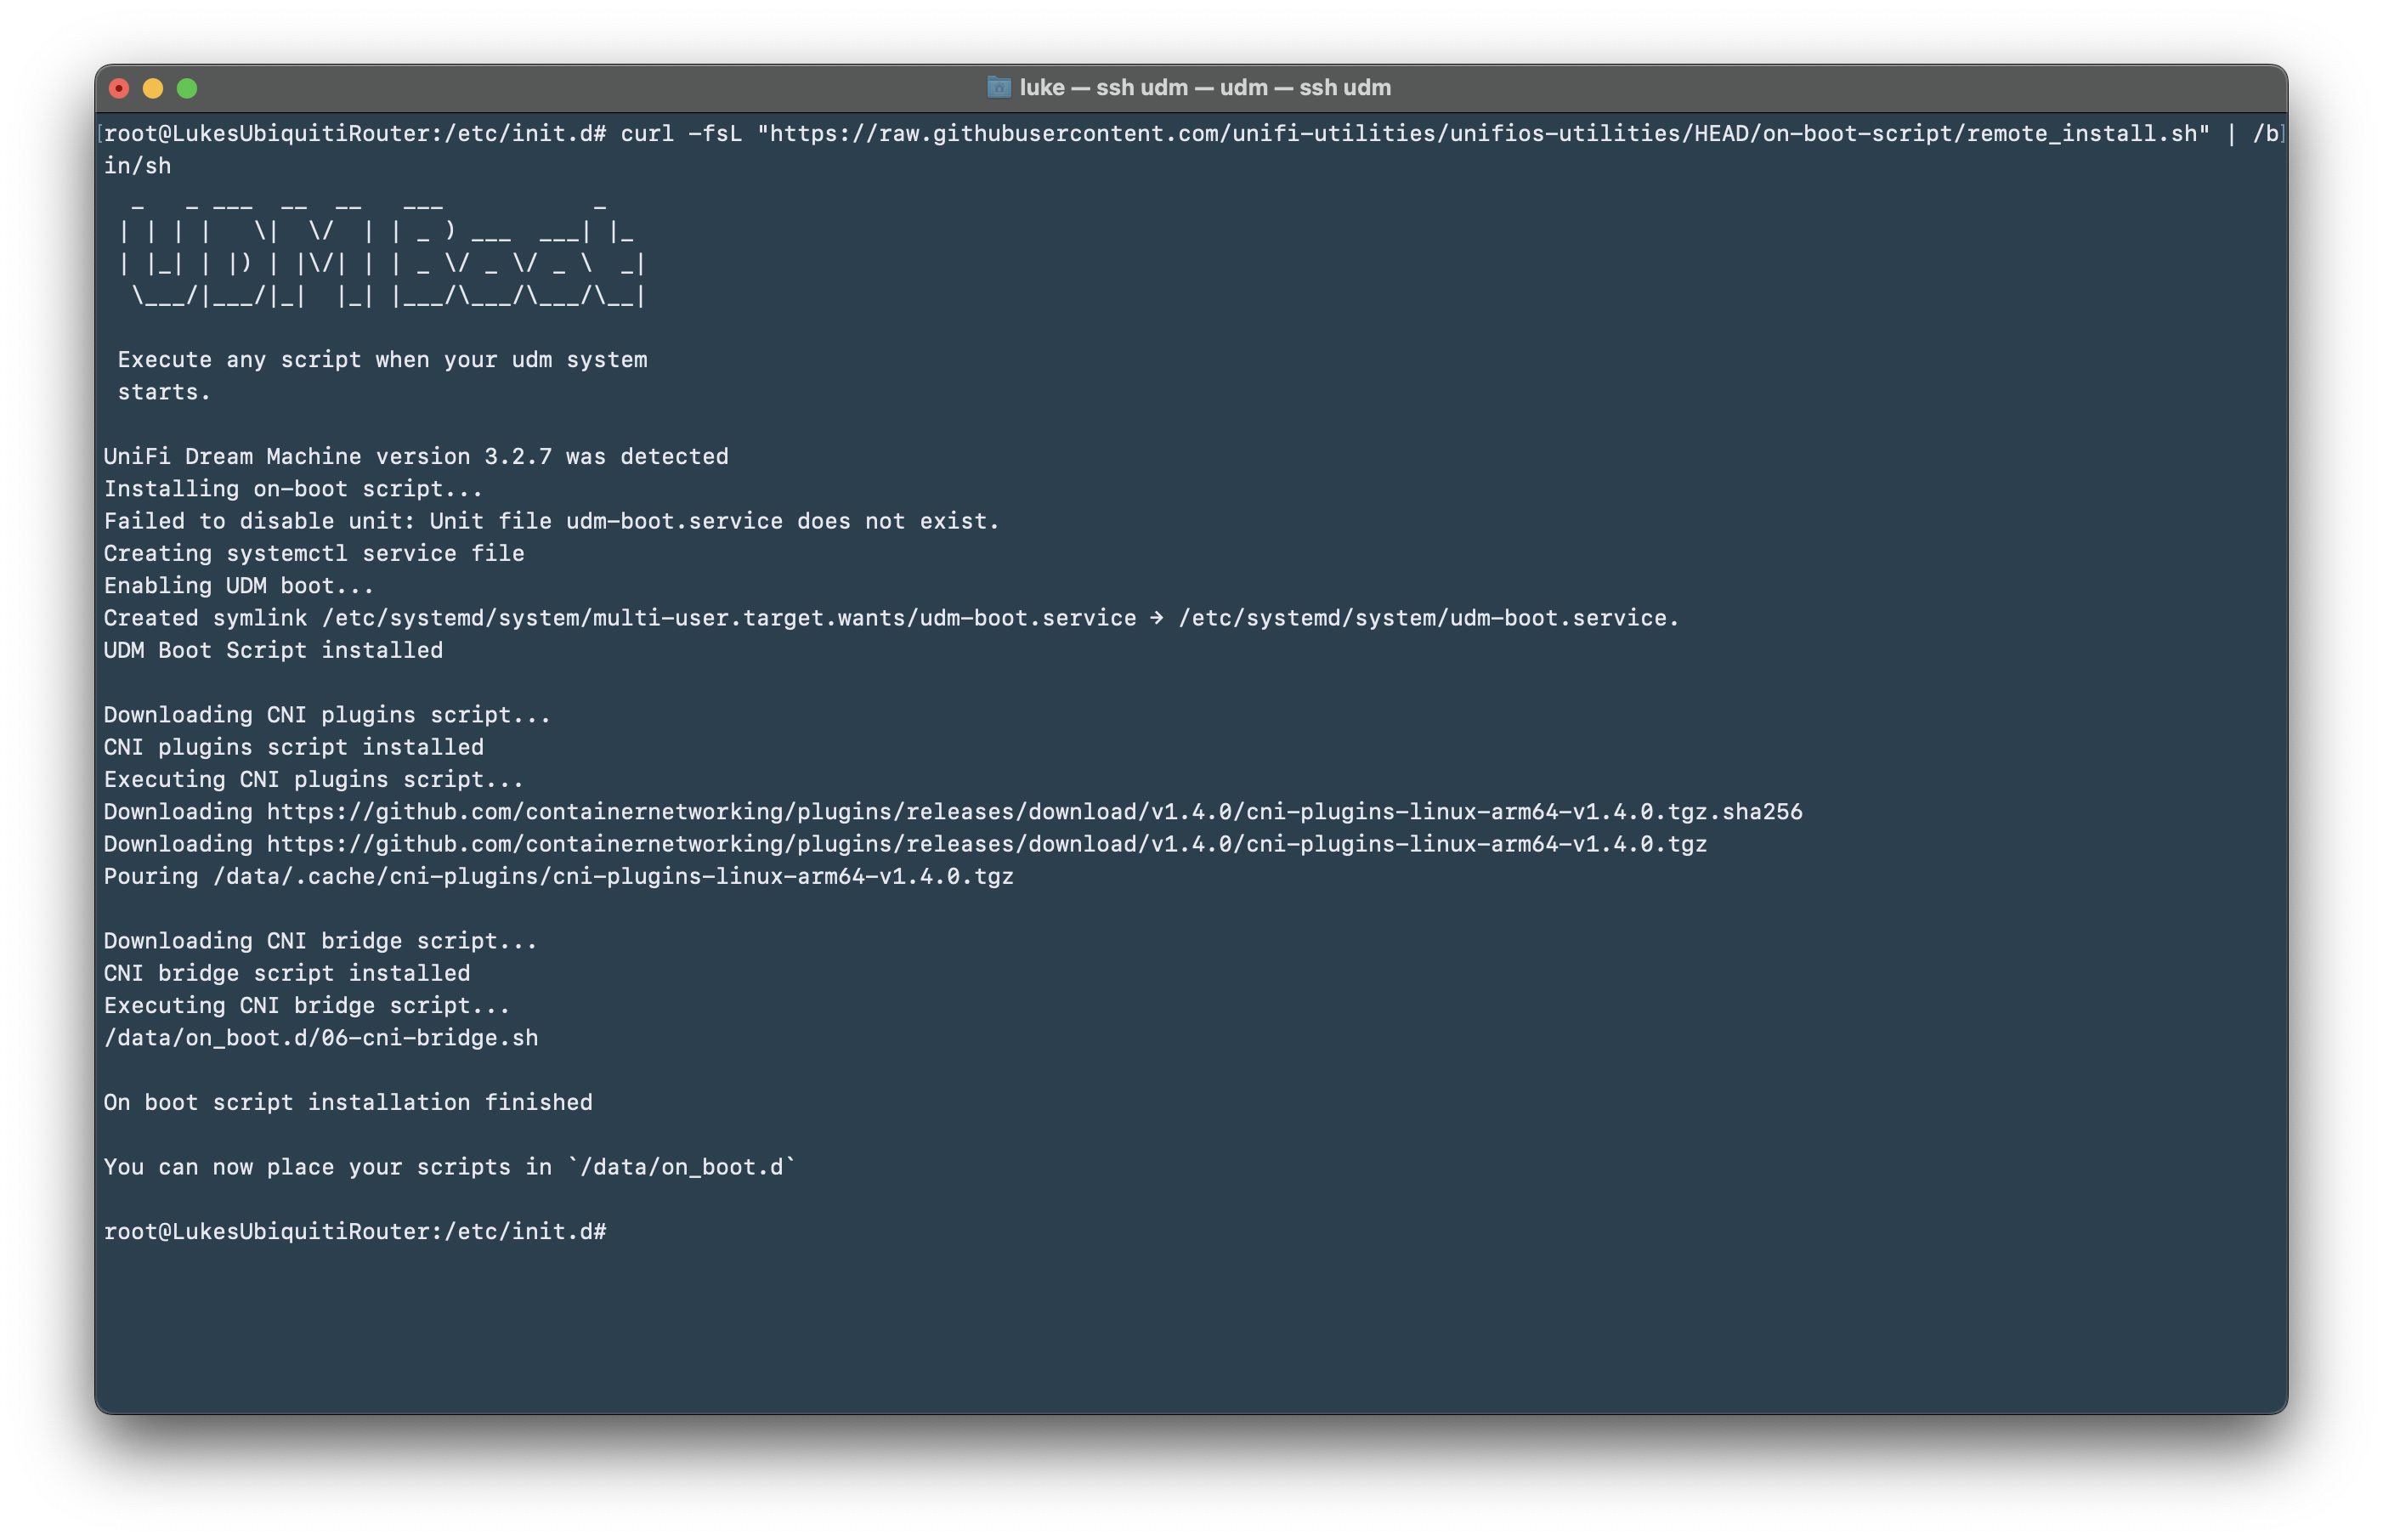 luke — ssh udm — udm — ssh udm
[root@LukesUbiquitiRouter:/etc/init.d# curl -fsL "https://raw.githubusercontent.com/unifi-utilities/unifios-utilities/HEAD/on-boot-script/remote_install.sh" | /b]
in/sh
  _   _ ___  __  __   ___           _
 | | | |   \|  \/  | | _ ) ___  ___| |_
 | |_| | |) | |\/| | | _ \/ _ \/ _ \  _|
  \___/|___/|_|  |_| |___/\___/\___/\__|
 Execute any script when your udm system
 starts.
UniFi Dream Machine version 3.2.7 was detected
Installing on-boot script...
Failed to disable unit: Unit file udm-boot.service does not exist.
Creating systemctl service file
Enabling UDM boot...
Created symlink /etc/systemd/system/multi-user.target.wants/udm-boot.service → /etc/systemd/system/udm-boot.service.
UDM Boot Script installed
Downloading CNI plugins script...
CNI plugins script installed
Executing CNI plugins script...
Downloading https://github.com/containernetworking/plugins/releases/download/v1.4.0/cni-plugins-linux-arm64-v1.4.0.tgz.sha256
Downloading https://github.com/containernetworking/plugins/releases/download/v1.4.0/cni-plugins-linux-arm64-v1.4.0.tgz
Pouring /data/.cache/cni-plugins/cni-plugins-linux-arm64-v1.4.0.tgz
Downloading CNI bridge script...
CNI bridge script installed
Executing CNI bridge script...
/data/on_boot.d/06-cni-bridge.sh
On boot script installation finished
You can now place your scripts in `/data/on_boot.d`
root@LukesUbiquitiRouter:/etc/init.d#